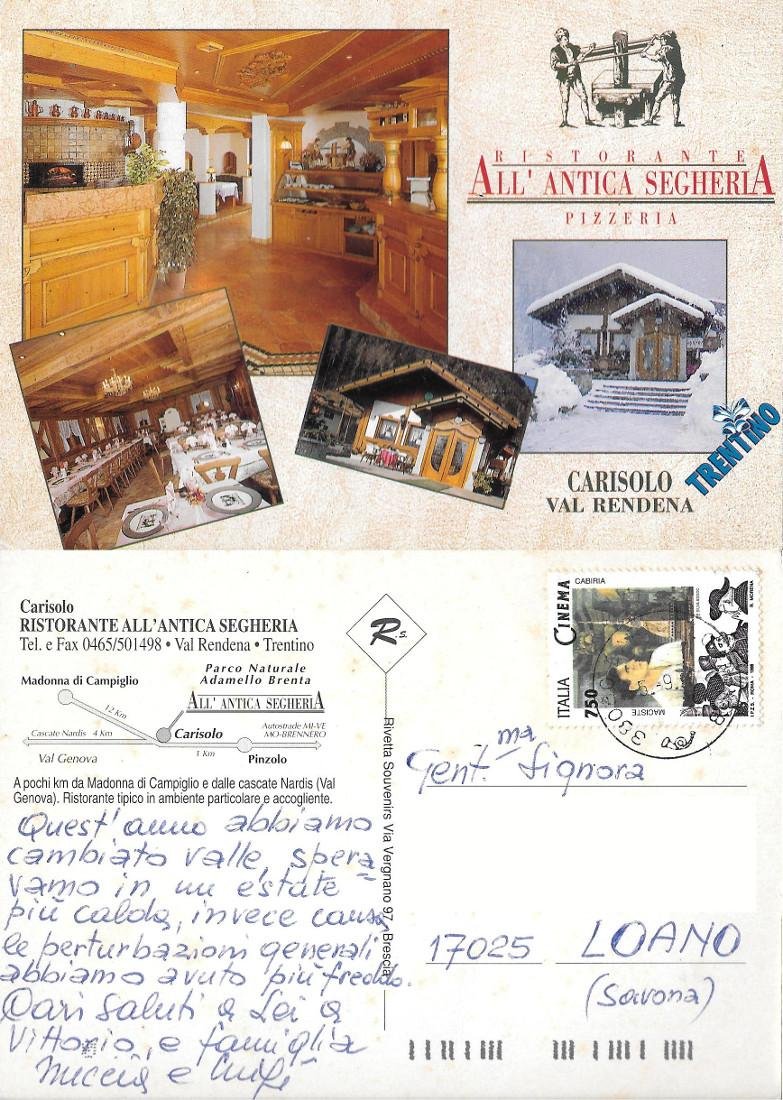 RISTORANTE
ALL' ANTICA SEGHERIA
PIZZERIA
CARISOLO
VAL RENDENA
TRENTINO
Carisolo
RISTORANTE ALL'ANTICA SEGHERIA
Tel. e Fax 0465/501498 • Val Rendena • Trentino
Parco Naturale
Adamello Brenta
ALL' ANTICA SEGHERIA
Madonna di Campiglio
12 Km
Carisolo
Autostrade MI-VE
MO-BRENNERO
Cascate Nardis 4 Km
Val Genova
3 Km
Pinzolo
A pochi km da Madonna di Campiglio e dalle cascate Nardis (Val
Genova). Ristorante tipico in ambiente particolare e accogliente.
Quest'anno abbiamo
cambiato valle, spera=
vamo in un'estate
più calda, invece causa
le perturbazioni generali
abbiamo avuto più freddo.
Cari saluti a Lei a
Vittorio, e famiglia
R.s.
Rivetta Souvenirs Via Vergnano 97 Brescia
ITALIA
CINEMA
750
CABIRIA
MACISTE
Gent.ma Signora
17025 LOANO
(Savona)